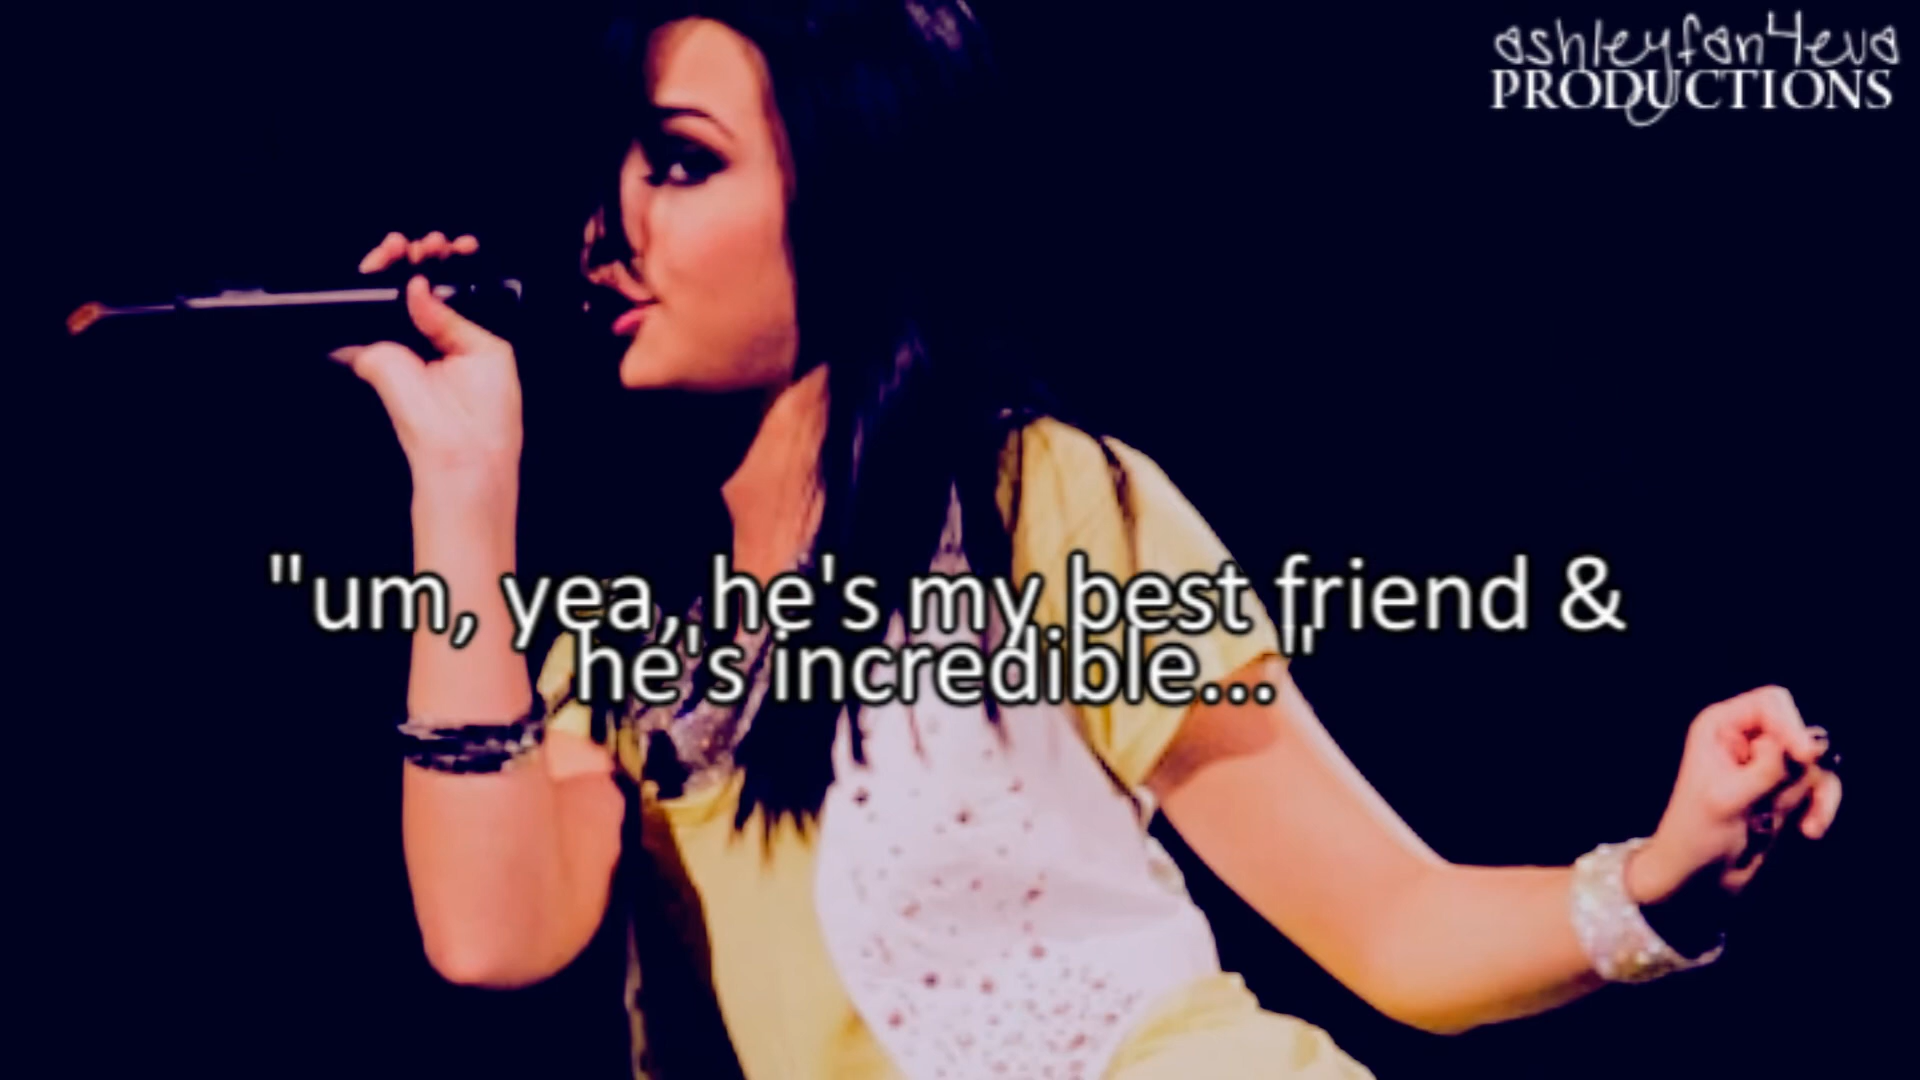 ashleyfan4eva
PRODUCTIONS
"um, yea, he's my best friend &
he's incredible..."